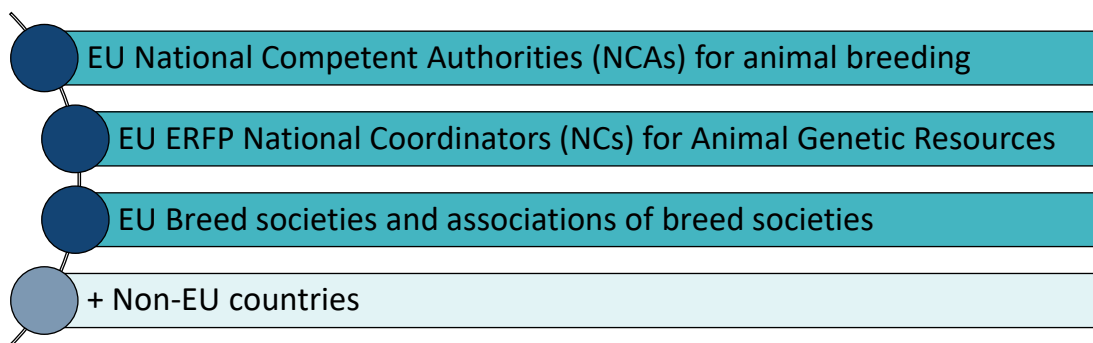 EU National Competent Authorities (NCAs) for animal breeding
EU ERFP National Coordinators (NCs) for Animal Genetic Resources
EU Breed societies and associations of breed societies
+ Non-EU countries